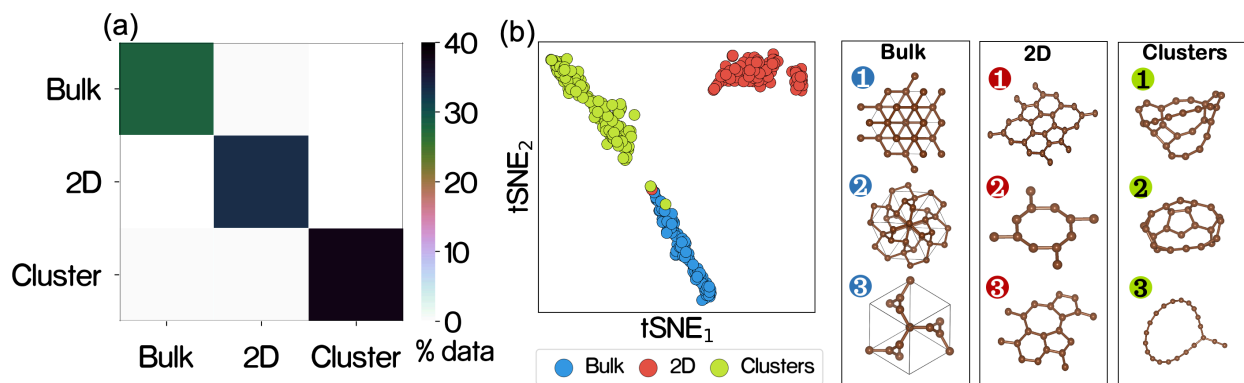 (a)
Bulk
2D
Cluster
Bulk
2D
Cluster
40
30
20
10
0
% data
(b)
tSNE2
tSNE1
Bulk
2D
Clusters
Bulk
1
2
3
2D
1
2
3
Clusters
1
2
3